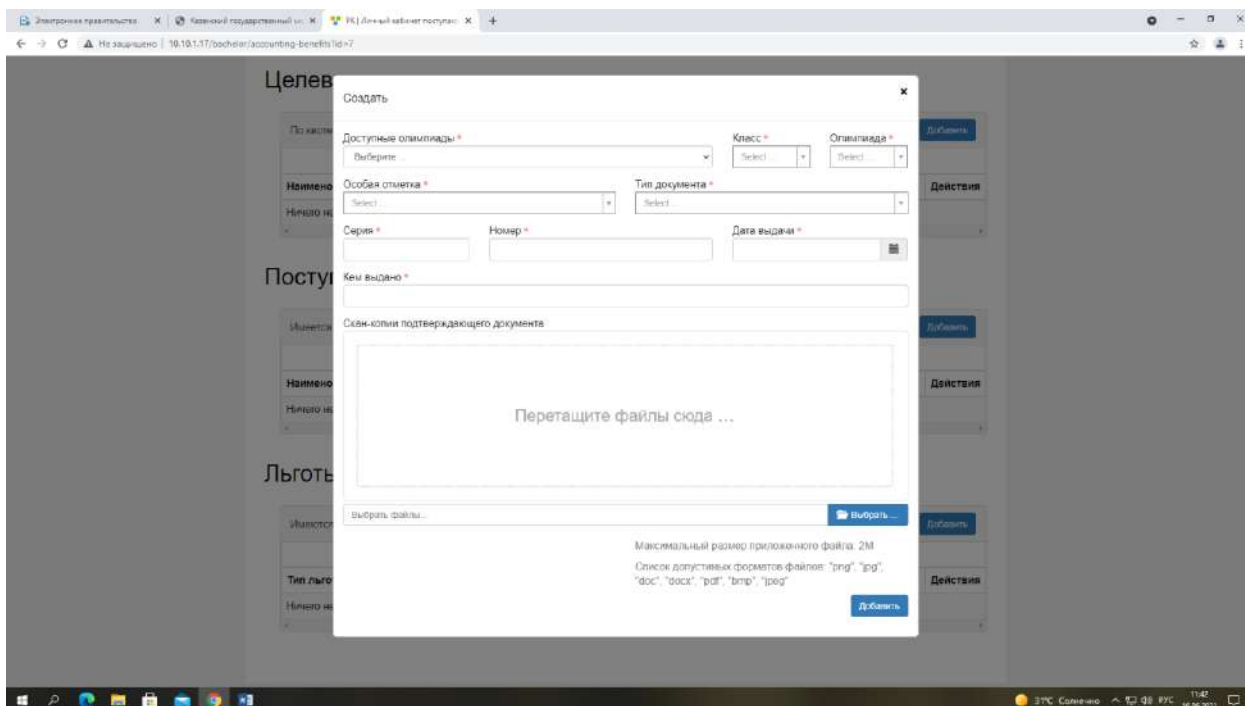 Электронное правительство
Казанский государственный ин
РК | Личный кабинет поступаю
Не защищено | 10.10.1.17/bachelor/accounting-benefits?id=7
Целев
Создать
Доступные олимпиады *
Класс *
Олимпиада *
Добавить
Выберите ...
Select ...
Select ...
Наимено
Особая отметка *
Тип документа *
Действия
Select ...
Select ...
Ничего не
Серия *
Номер *
Дата выдачи *
Посту
Кем выдано *
Имеется
Скан-копии подтверждающего документа
Добавить
Наимено
Действия
Ничего не
Перетащите файлы сюда ...
Льготы
Имеются
Выбрать файлы...
Выбрать ...
Добавить
Максимальный размер приложенного файла: 2M
Список допустимых форматов файлов: "png", "jpg",
"doc", "docx", "pdf", "bmp", "jpeg"
Тип льго
Действия
Ничего не
Добавить
31°C Солнечно
РУС
11:42